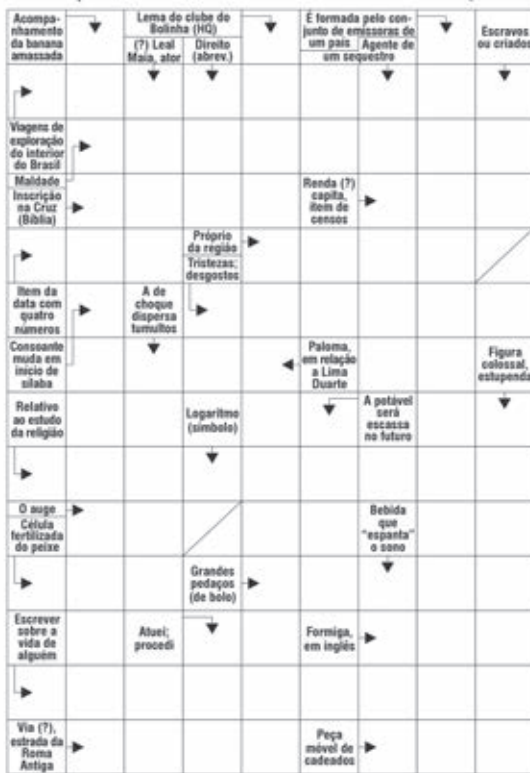 Acompa-
nhamento
da banana
amassada
Lema do clube do
Bolinha (HQ)
(?) Leal
Maia, ator
Direito
(abrev.)
É formada pelo con-
junto de emissoras de
um país
Agente de
um sequestro
Escravos
ou criados
Viagens de
exploração
do interior
do Brasil
Maldade
Inscrição
na Cruz
(Bíblia)
Renda (?)
capita,
item de
censos
Próprio
da região
Tristezas;
desgostos
Item da
data com
quatro
números
A de
choque
dispersa
tumultos
Consoante
muda em
início de
sílaba
Paloma,
em relação
a Lima
Duarte
Figura
colossal,
estupenda
Relativo
ao estudo
da religião
Logaritmo
(símbolo)
A potável
será
escassa
no futuro
O auge
Célula
fertilizada
do peixe
Bebida
que
"espanta"
o sono
Grandes
pedaços
(de bolo)
Escrever
sobre a
vida de
alguém
Atuei;
procedi
Formiga,
em inglês
Via (?),
estrada da
Roma
Antiga
Peça
móvel de
cadeados